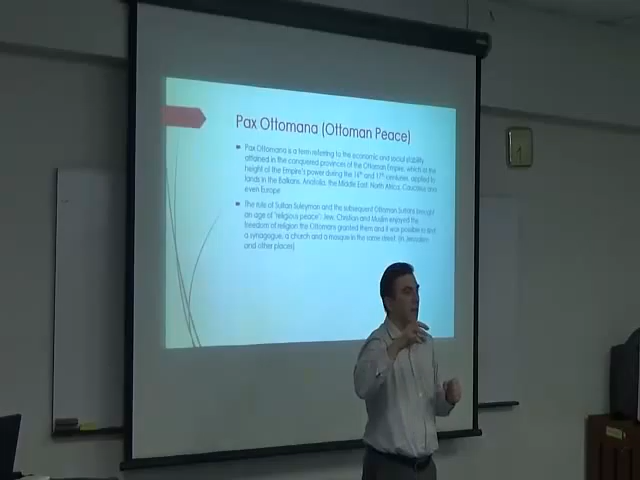 Pax Ottomana (Ottoman Peace)
Pax Ottomana is a term referring to the economic and social stability
attained in the conquered provinces of the Ottoman Empire, which at the
height of the Empire's power during the 16th and 17th centuries, applied to
lands in the Balkans, Anatolia, the Middle East, North Africa, Caucasus and
even Europe
The rule of Sultan Suleyman and the subsequent Ottoman Sultans brought
an age of "religious peace": Jew, Christian and Muslim enjoyed the
freedom of religion the Ottomans granted them and it was possible to find
a synagogue, a church and a mosque in the same street (in Jerusalem
and other places)